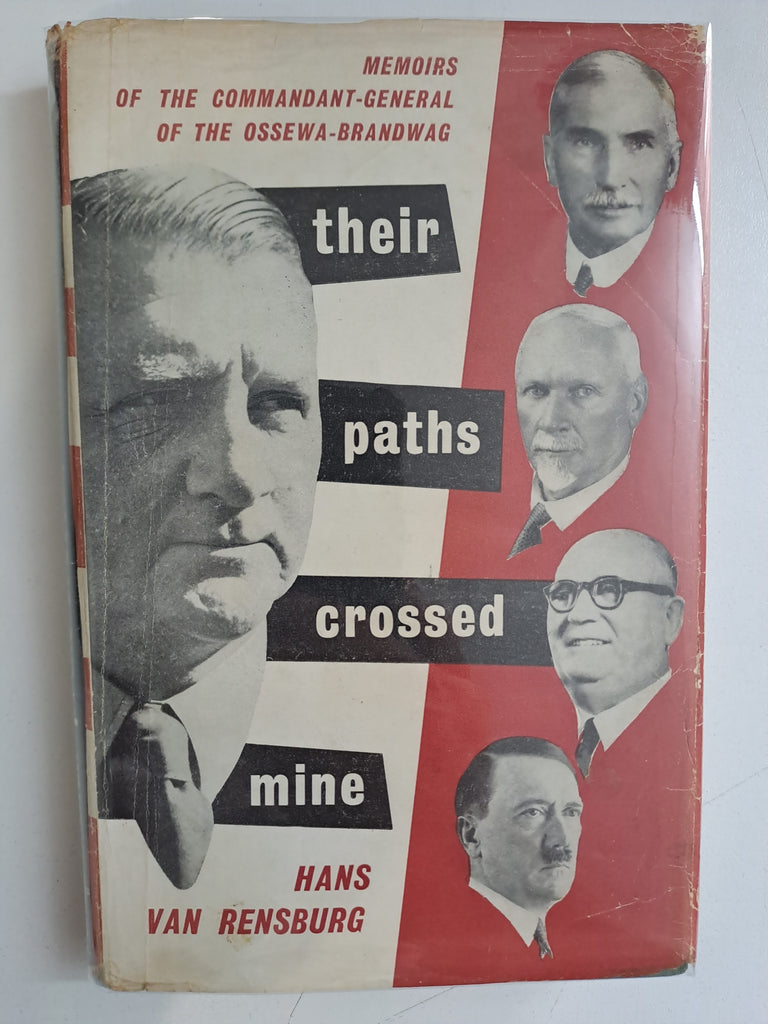 MEMOIRS
OF THE COMMANDANT-GENERAL
OF THE OSSEWA-BRANDWAG
their
paths
crossed
mine
HANS
VAN RENSBURG